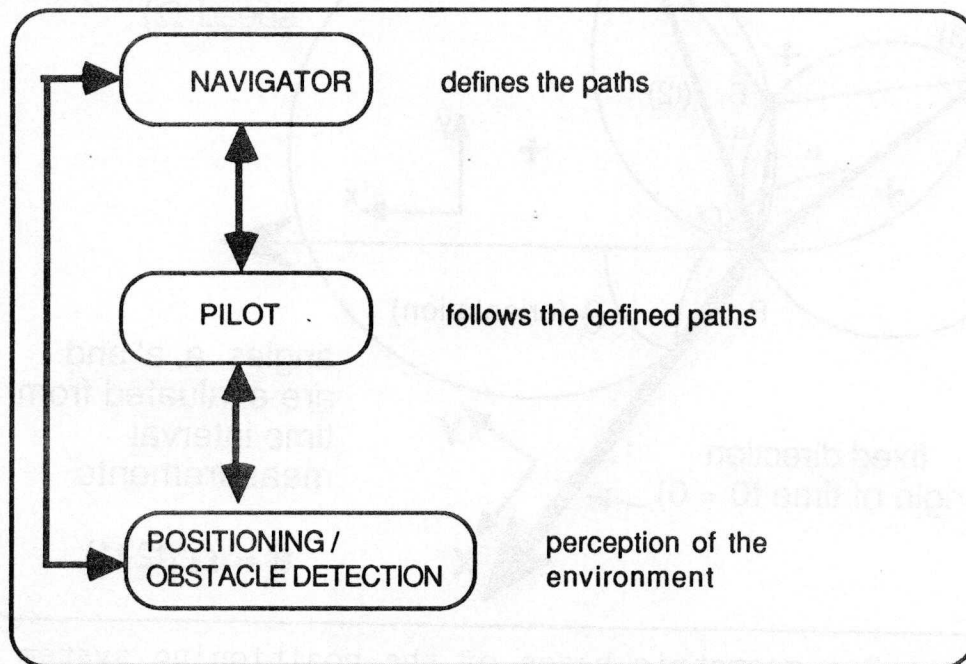 NAVIGATOR defines the paths
PILOT follows the defined paths
POSITIONING /
OBSTACLE DETECTION
perception of the
environment